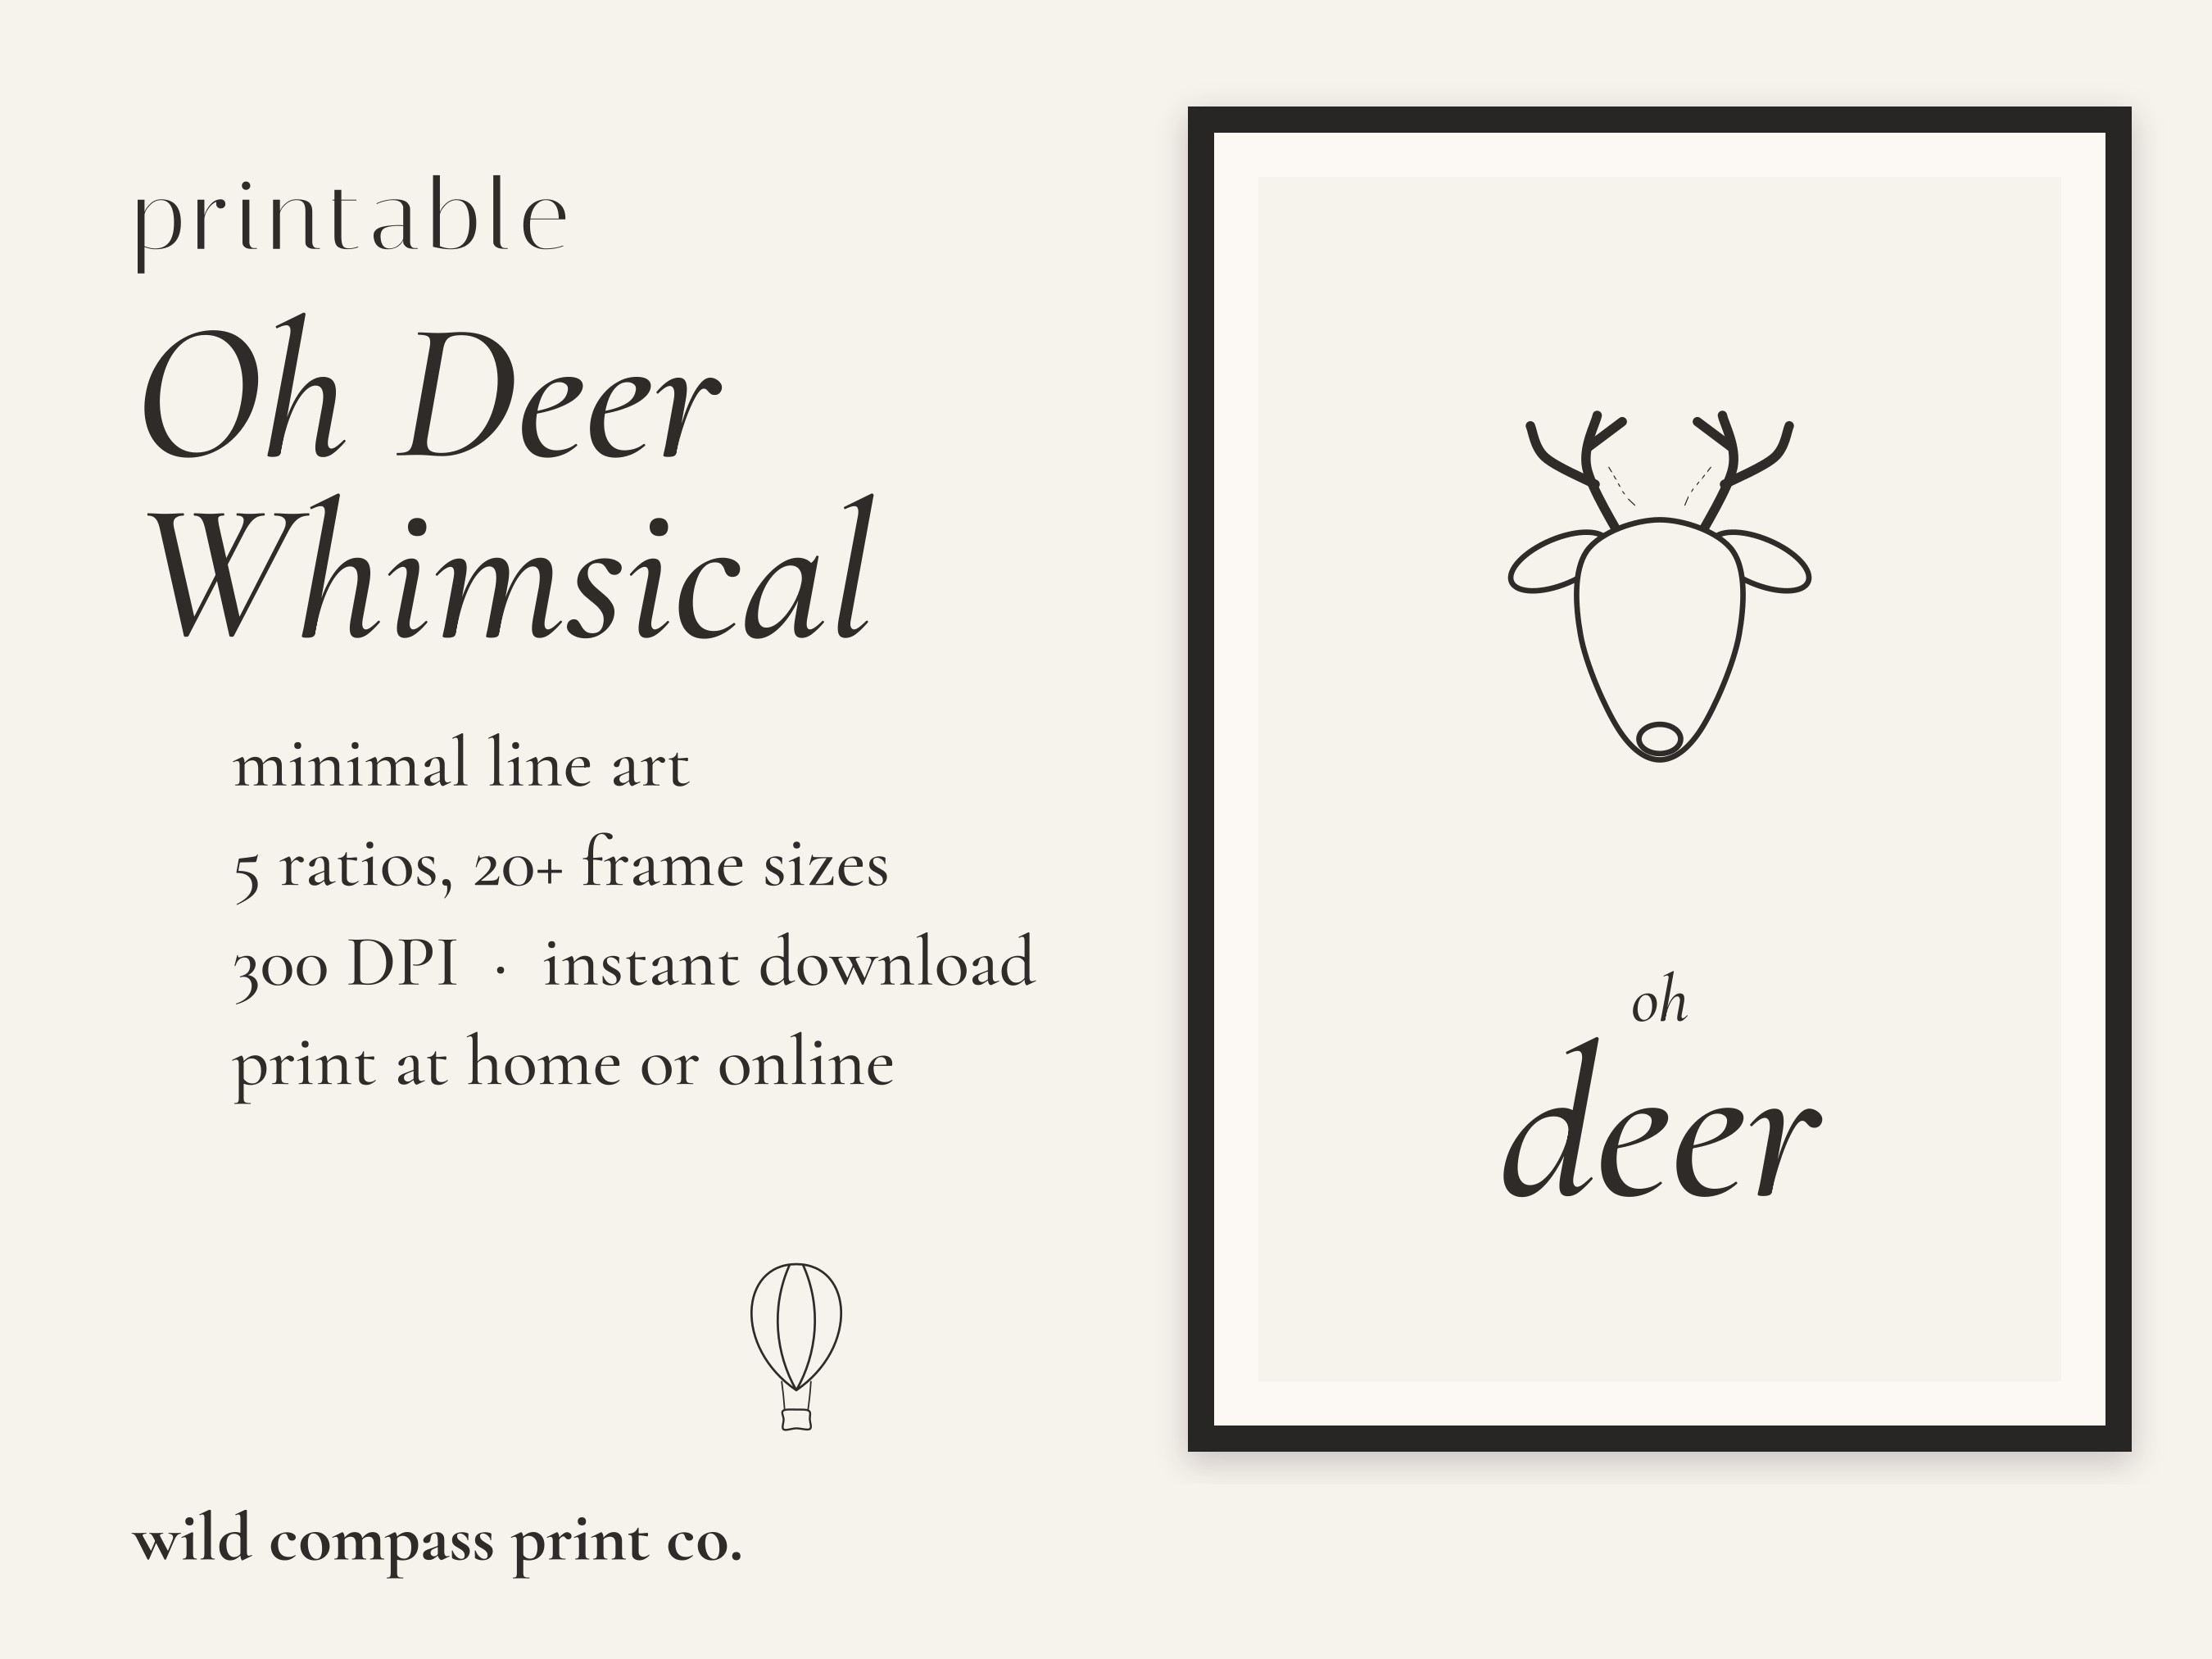 printable
Oh Deer
Whimsical
minimal line art
5 ratios, 20+ frame sizes
300 DPI · instant download
print at home or online
wild compass print co.
oh
deer